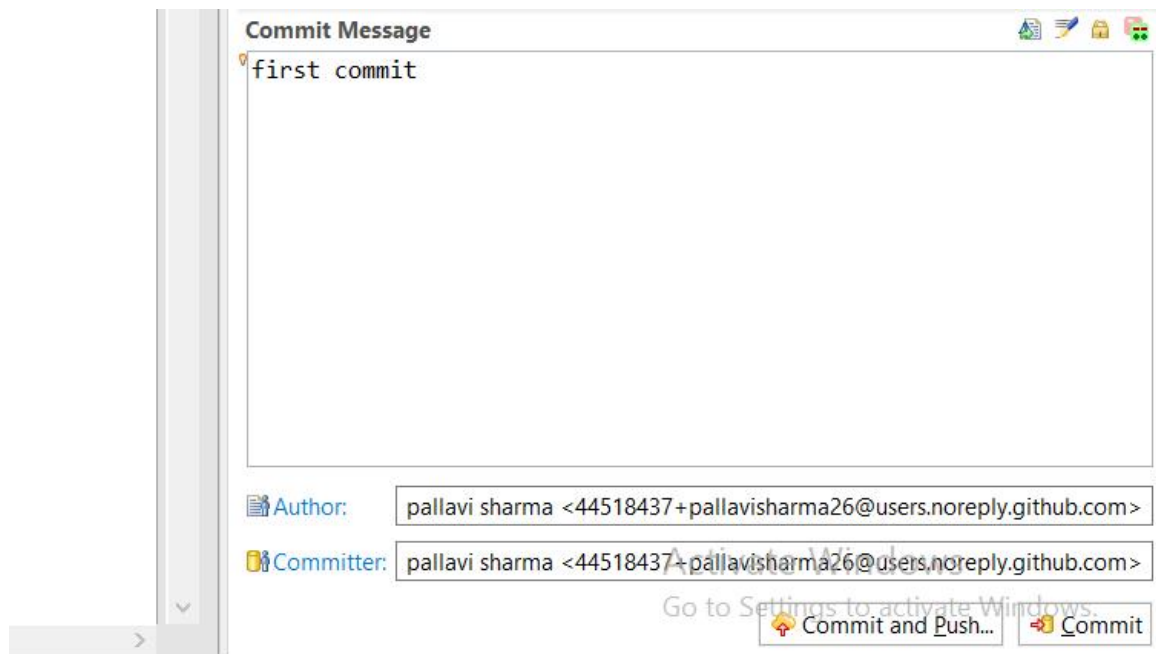 Commit Message
first commit
Author: pallavi sharma <44518437+pallavisharma26@users.noreply.github.com>
Committer: pallavi sharma <44518437+pallavisharma26@users.noreply.github.com>
Activate Windows
Go to Settings to activate Windows.
Commit and Push... Commit